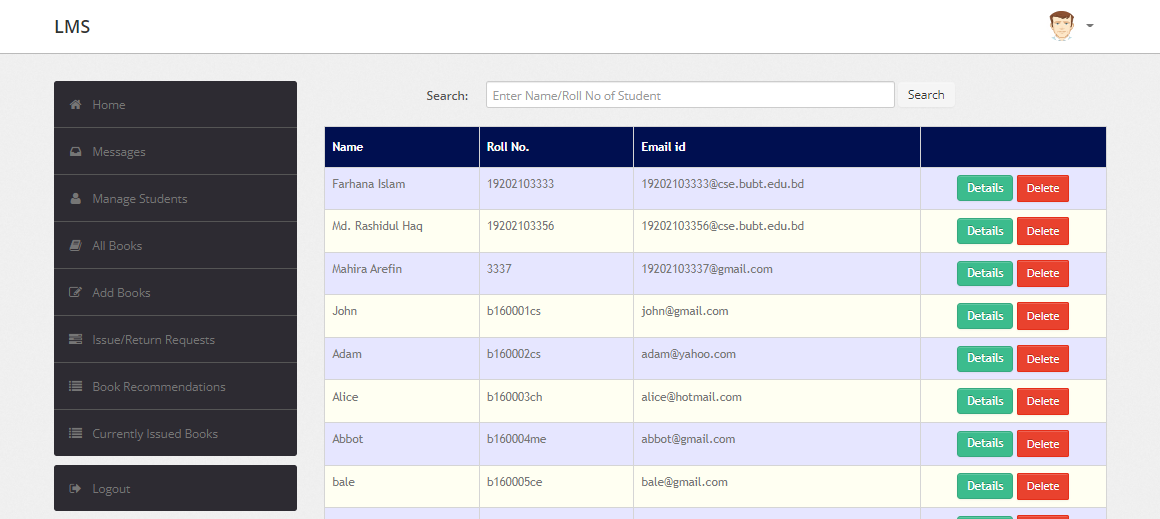 LMS
Home
Messages
Manage Students
All Books
Add Books
Issue/Return Requests
Book Recommendations
Currently Issued Books
Logout
Search: Enter Name/Roll No of Student Search
Name Roll No. Email id
Farhana Islam 19202103333 19202103333@cse.bubt.edu.bd Details Delete
Md. Rashidul Haq 19202103356 19202103356@cse.bubt.edu.bd Details Delete
Mahira Arefin 3337 19202103337@gmail.com Details Delete
John b160001cs john@gmail.com Details Delete
Adam b160002cs adam@yahoo.com Details Delete
Alice b160003ch alice@hotmail.com Details Delete
Abbot b160004me abbot@gmail.com Details Delete
bale b160005ce bale@gmail.com Details Delete